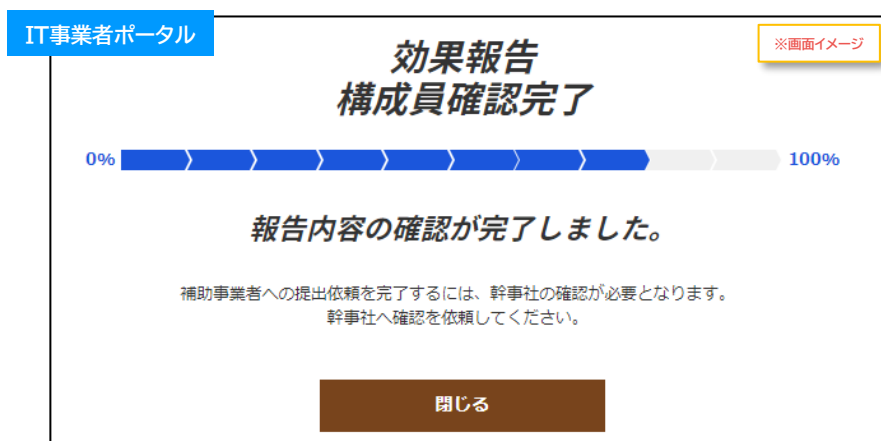 IT事業者ポータル
※画面イメージ
効果報告
構成員確認完了
0%
100%
報告内容の確認が完了しました。
補助事業者への提出依頼を完了するには、幹事社の確認が必要となります。
幹事社へ確認を依頼してください。
閉じる